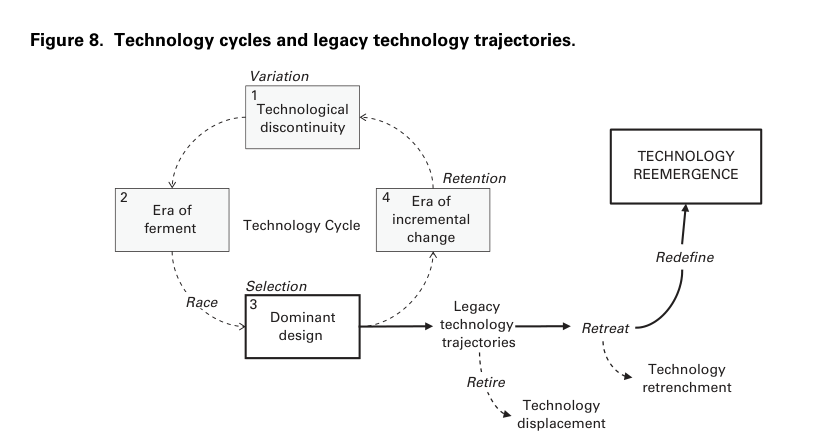 Figure 8. Technology cycles and legacy technology trajectories.
Variation
1
Technological
discontinuity
2
Era of
ferment
Technology Cycle
Retention
4
Era of
incremental
change
Race
Selection
3
Dominant
design
Legacy
technology
trajectories
Retire
Technology
displacement
Retreat
Technology
retrenchment
Redefine
TECHNOLOGY
REEMERGENCE